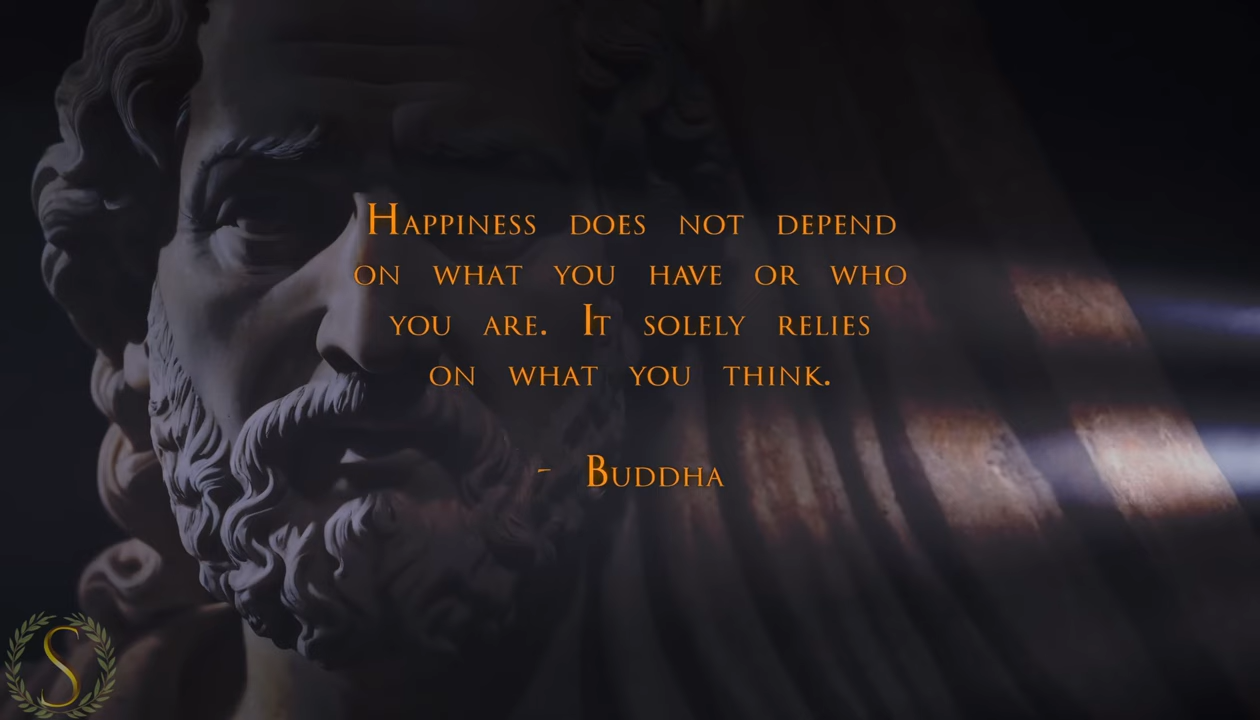 Happiness does not depend
on what you have or who
you are. It solely relies
on what you think.
- Buddha
S